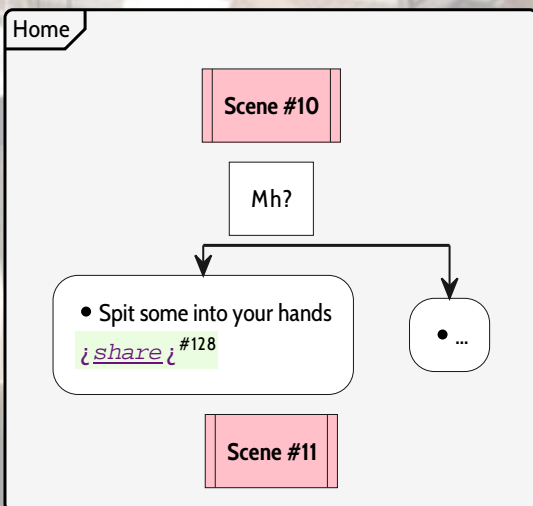 Home
Scene #10
Mh?
• Spit some into your hands
¿share¿#128
• ...
Scene #11